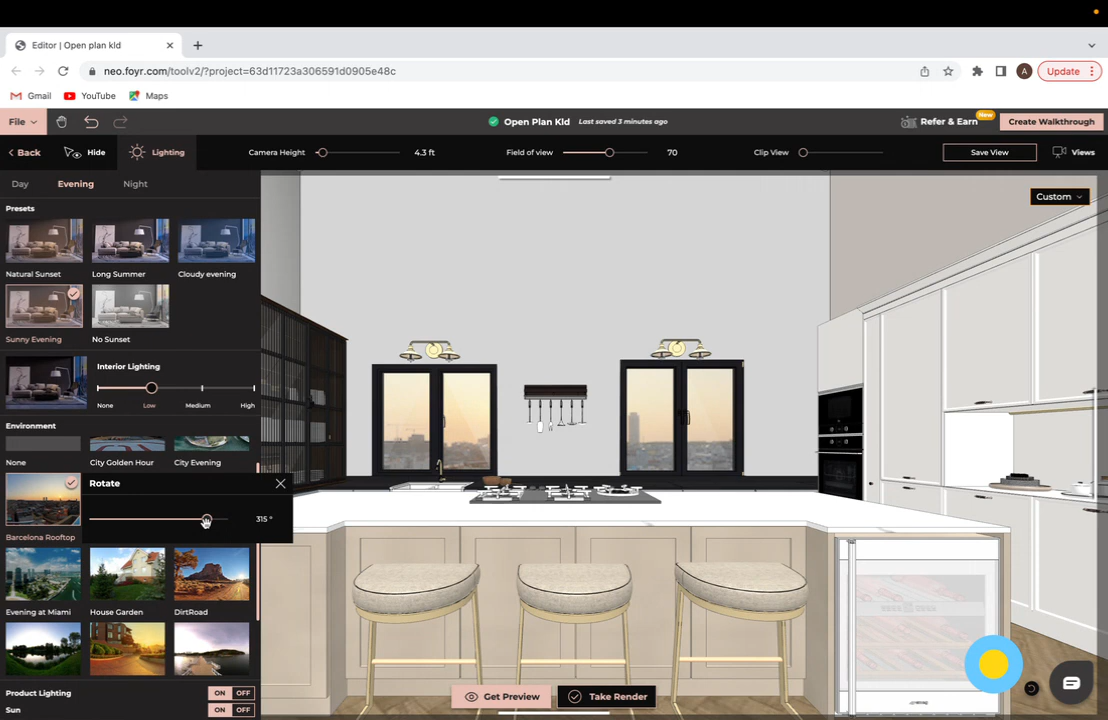 Editor | Open plan kld
neo.foyr.com/toolv2/?project=63d11723a306591d0905e48c
A
Update
Gmail
YouTube
Maps
File
Open Plan Kld
Last saved 3 minutes ago
Refer & Earn
New
Create Walkthrough
Back
Hide
Lighting
Camera Height
4.3 ft
Field of view
70
Clip View
Save View
Views
Day
Evening
Night
Custom
Presets
Natural Sunset
Long Summer
Cloudy evening
Sunny Evening
No Sunset
Interior Lighting
None
Low
Medium
High
Environment
None
City Golden Hour
City Evening
Rotate
315 °
Barcelona Rooftop
Evening at Miami
House Garden
DirtRoad
Product Lighting
ON
OFF
Sun
ON
OFF
Get Preview
Take Render